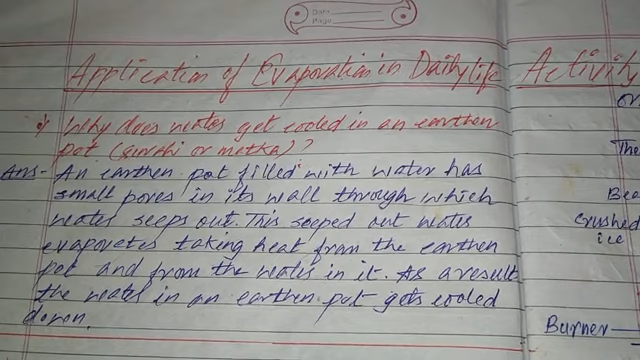 Date
Page
Application of Evaporation in Daily life
Why does water get cooled in an earthen
pot (surahi or matka)?
Ans- An earthen pot filled with water has
small pores in its wall through which
water seeps out. This seeped out water
evaporates taking heat from the earthen
pot and from the water in it. As a result
the water in an earthen pot gets cooled
down.
Activity
The
Bea
crushed
ice
Burner